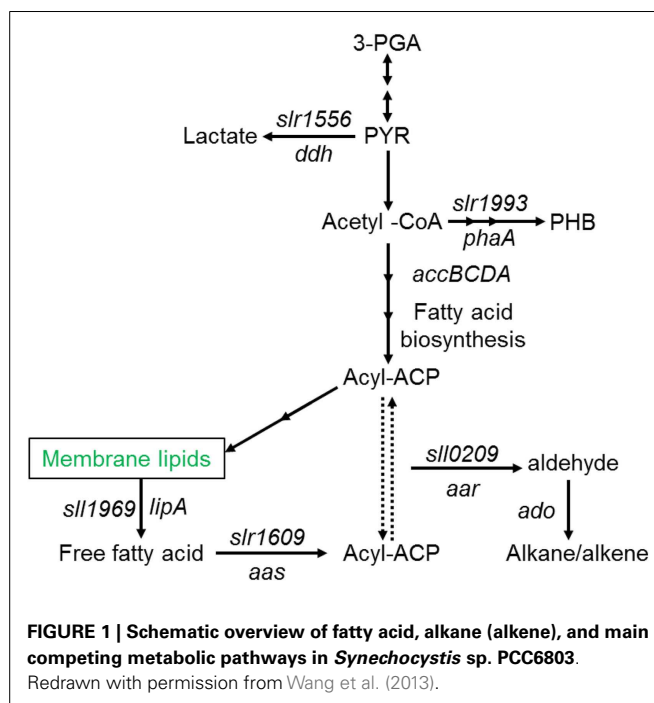 3-PGA
slr1556
Lactate
PYR
ddh
slr1993
Acetyl -CoA
PHB
phaA
accBCDA
Fatty acid
biosynthesis
Acyl-ACP
Membrane lipids
sll0209
aldehyde
aar
sll1969
lipA
ado
slr1609
Free fatty acid
Acyl-ACP
Alkane/alkene
aas
FIGURE 1 | Schematic overview of fatty acid, alkane (alkene), and main
competing metabolic pathways in Synechocystis sp. PCC6803.
Redrawn with permission from Wang et al. (2013).